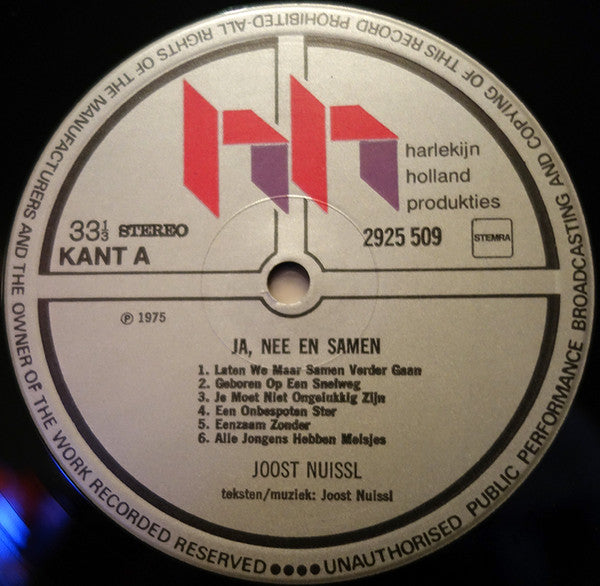 ALL RIGHTS OF THE MANUFACTURERS AND THE OWNER OF THE WORK RECORDED RESERVED ●●●● UNAUTHORISED PUBLIC PERFORMANCE BROADCASTING AND COPYING OF THIS RECORD PROHIBITED-
harlekijn
holland
produkties
33⅓ STEREO
2925 509
STEMRA
KANT A
℗ 1975
JA, NEE EN SAMEN
1. Laten We Maar Samen Verder Gaan
2. Geboren Op Een Snelweg
3. Je Moet Niet Ongelukkig Zijn
4. Een Onbespoten Ster
5. Eenzaam Zonder
6. Alle Jongens Hebben Meisjes
JOOST NUISSL
teksten/muziek: Joost Nuissl